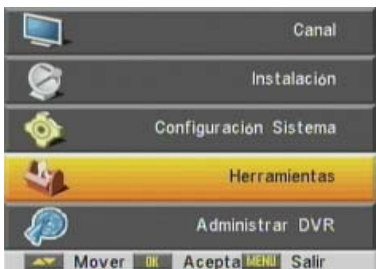 Canal
Instalación
Configuración Sistema
Herramientas
Administrar DVR
Mover OK Acepta MENU Salir